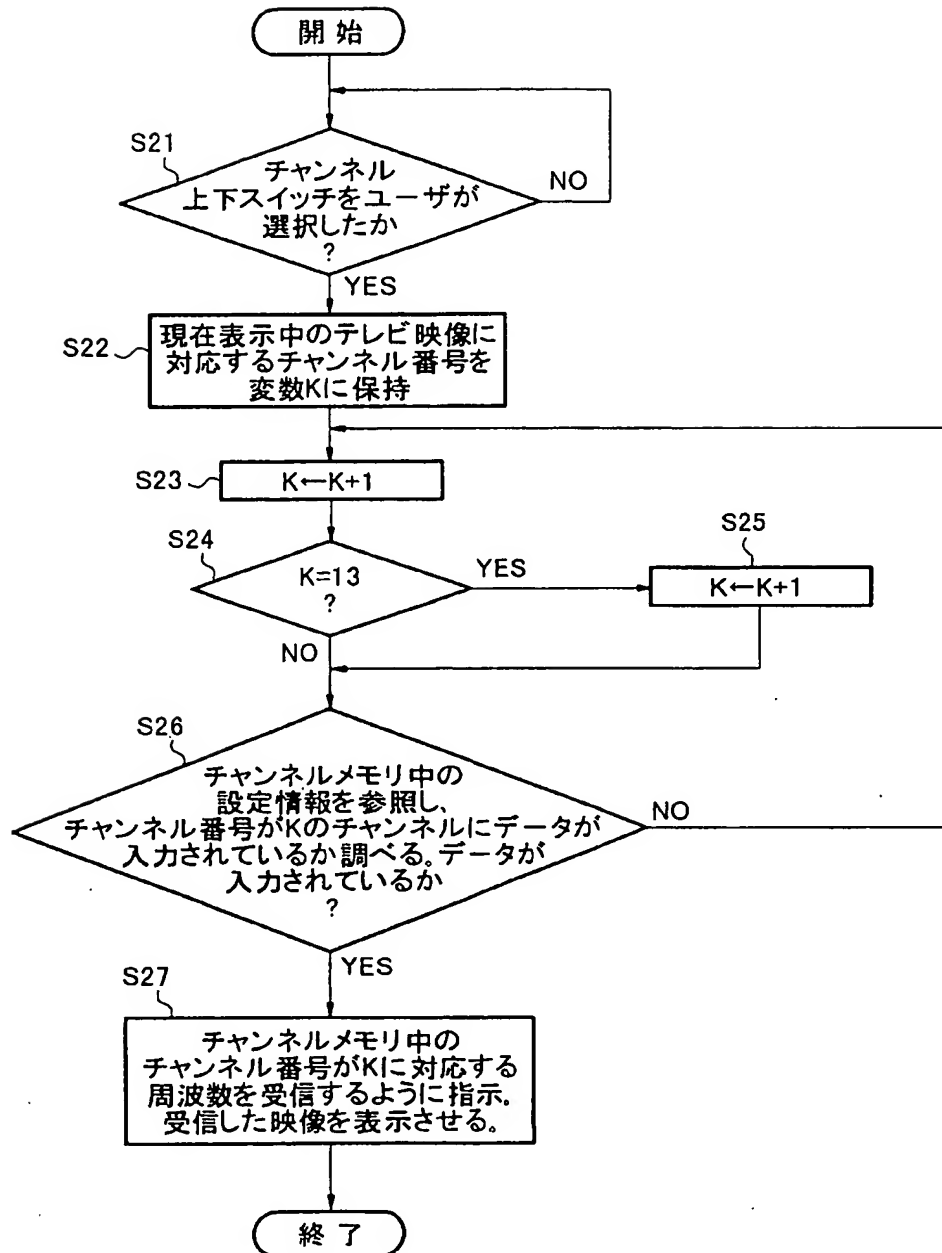 開始
S21
チャンネル
上下スイッチをユーザが
選択したか
?
NO
YES
S22
現在表示中のテレビ映像に
対応するチャンネル番号を
変数Kに保持
S23
K←K+1
S24
K=13
?
YES
S25
K←K+1
NO
S26
チャンネルメモリ中の
設定情報を参照し、
チャンネル番号がKのチャンネルにデータが
入力されているか調べる。データが
入力されているか
?
NO
YES
S27
チャンネルメモリ中の
チャンネル番号がKに対応する
周波数を受信するように指示.
受信した映像を表示させる。
終了